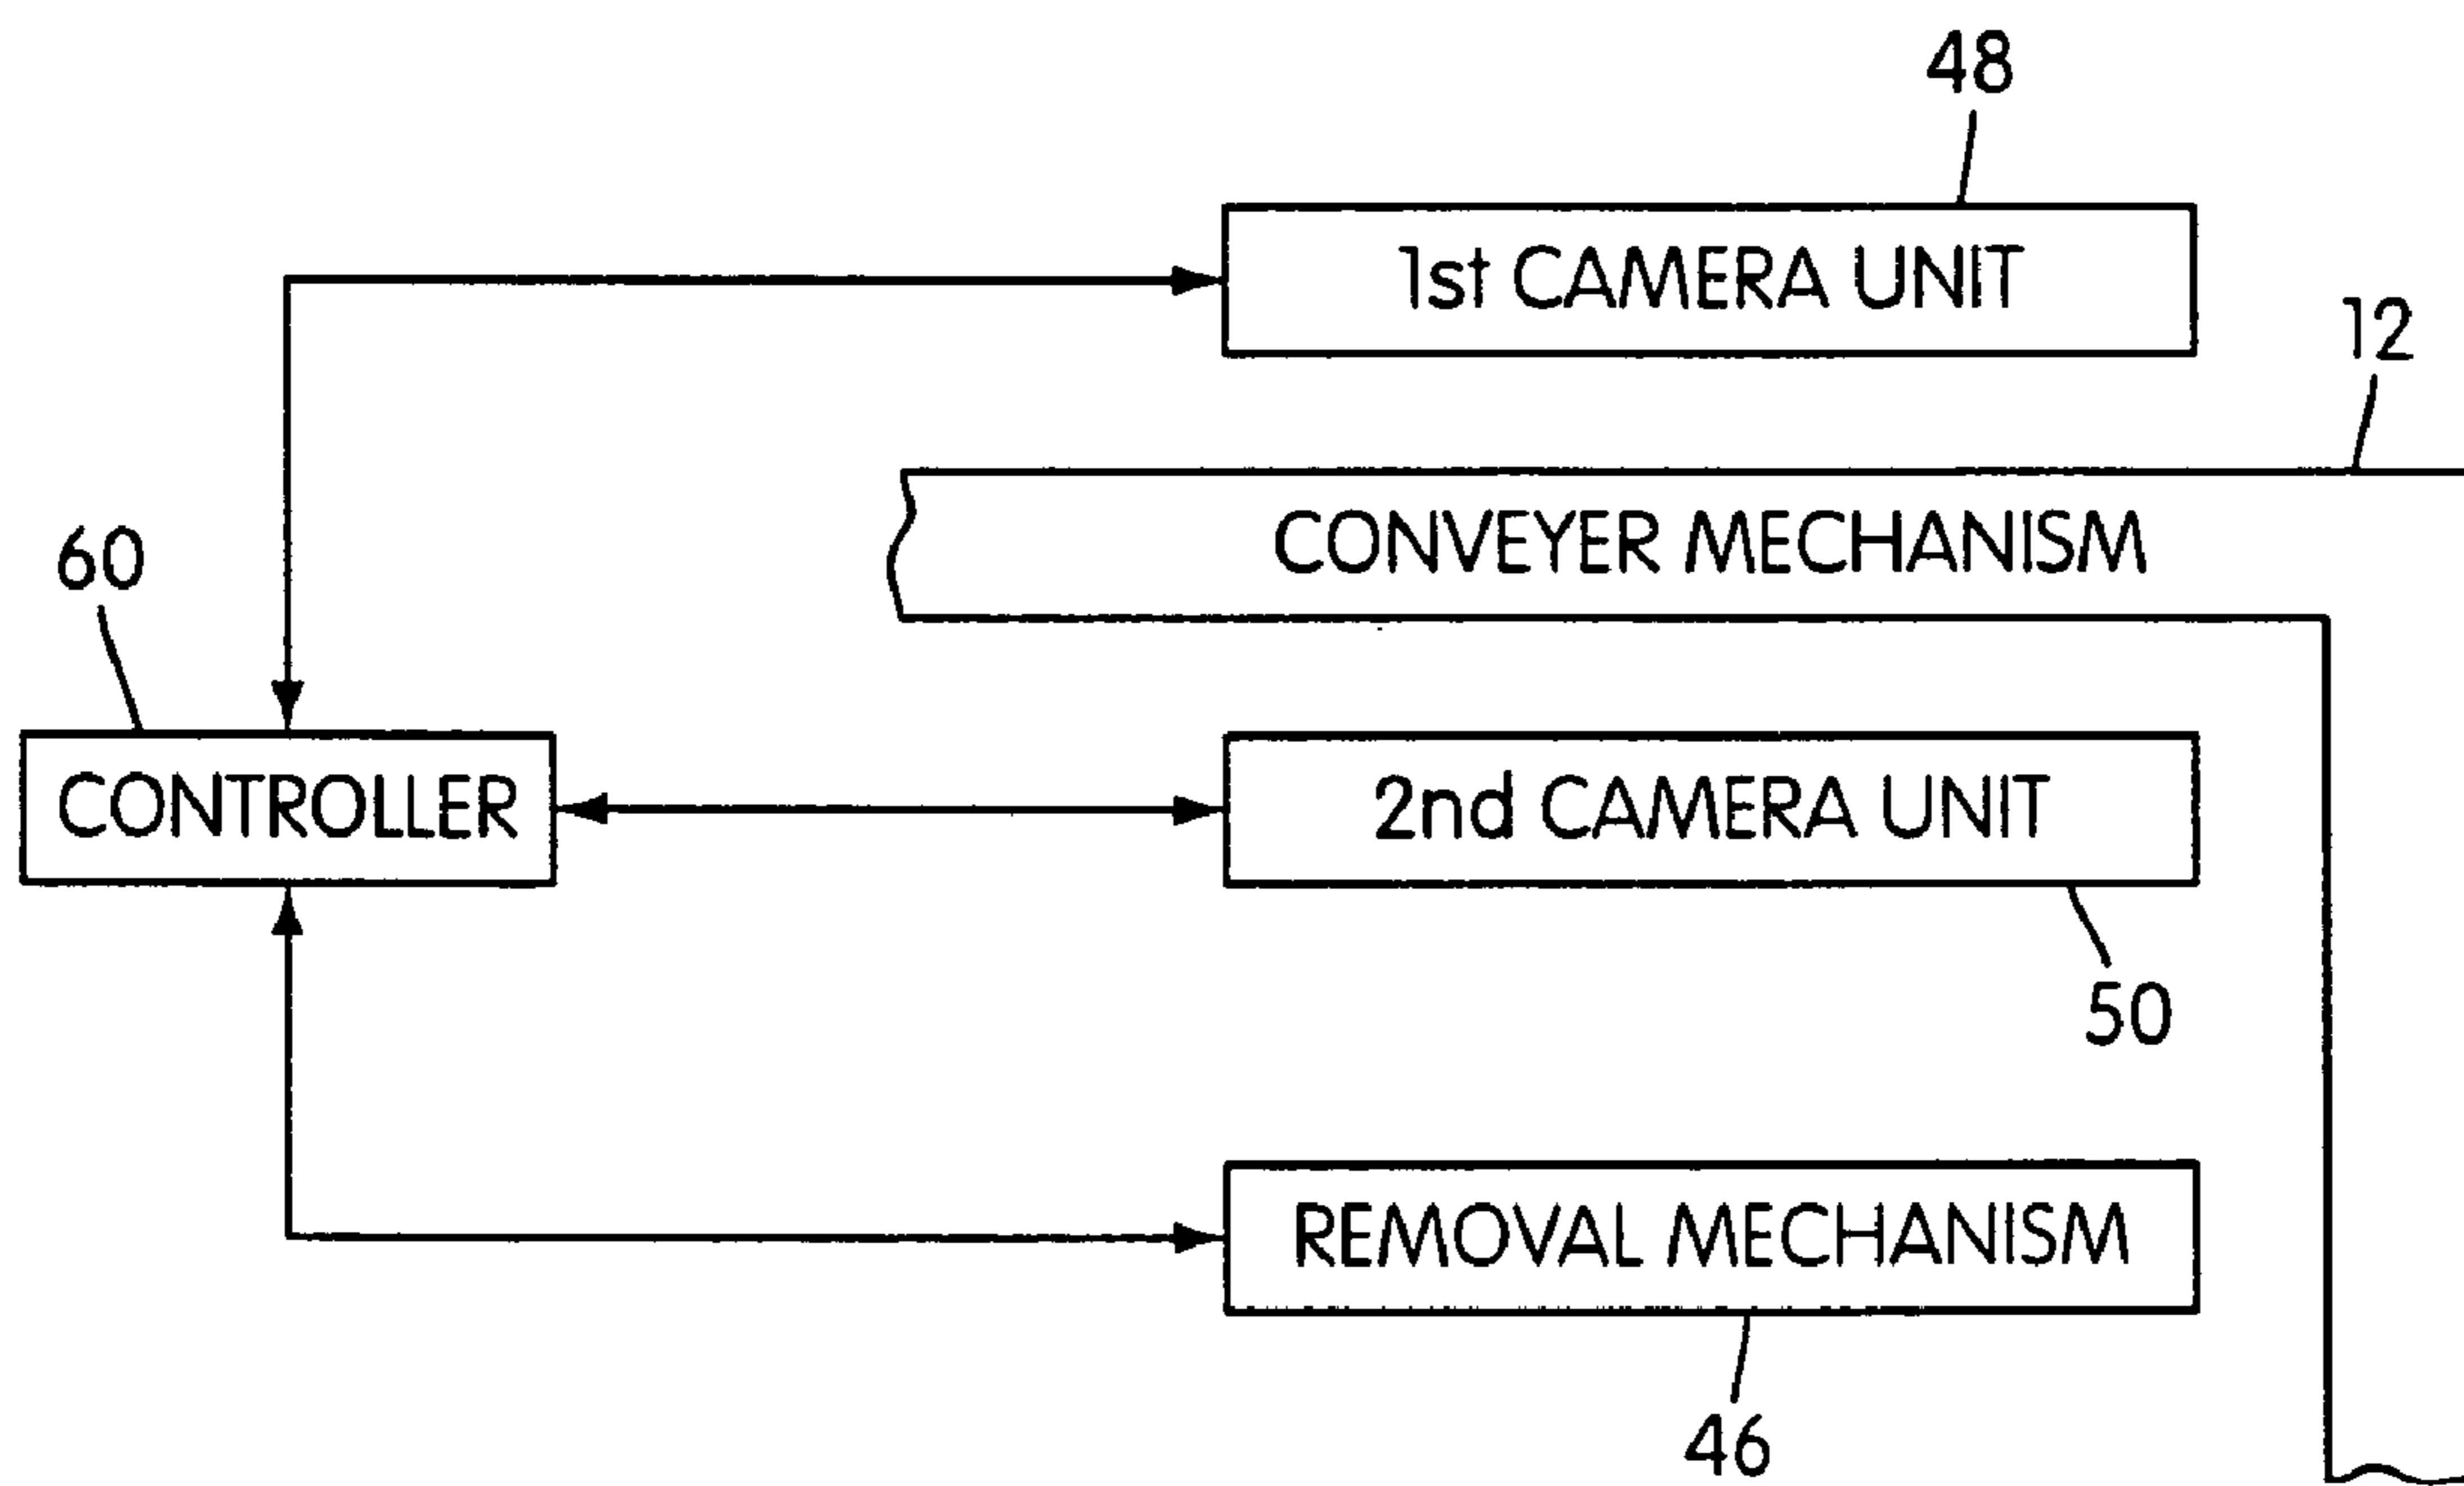 48
1st CAMERA UNIT
12
CONVEYER MECHANISM
60
CONTROLLER
2nd CAMERA UNIT
50
REMOVAL MECHANISM
46